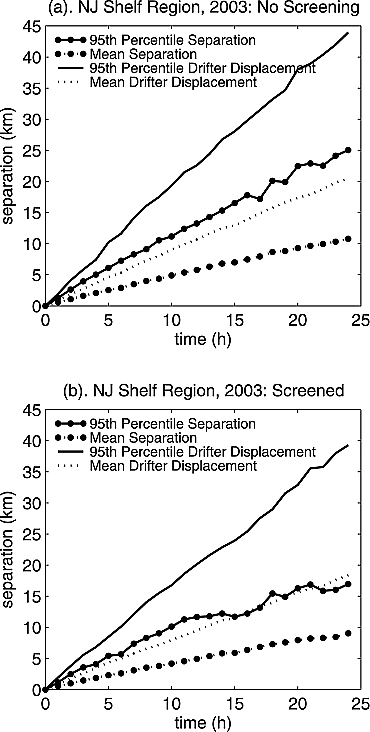 (a). NJ Shelf Region, 2003: No Screening
45
40
35
30
25
20
15
10
5
0
separation (km)
95th Percentile Separation
Mean Separation
95th Percentile Drifter Displacement
Mean Drifter Displacement
0 5 10 15 20 25
time (h)
(b). NJ Shelf Region, 2003: Screened
45
40
35
30
25
20
15
10
5
0
separation (km)
95th Percentile Separation
Mean Separation
95th Percentile Drifter Displacement
Mean Drifter Displacement
0 5 10 15 20 25
time (h)